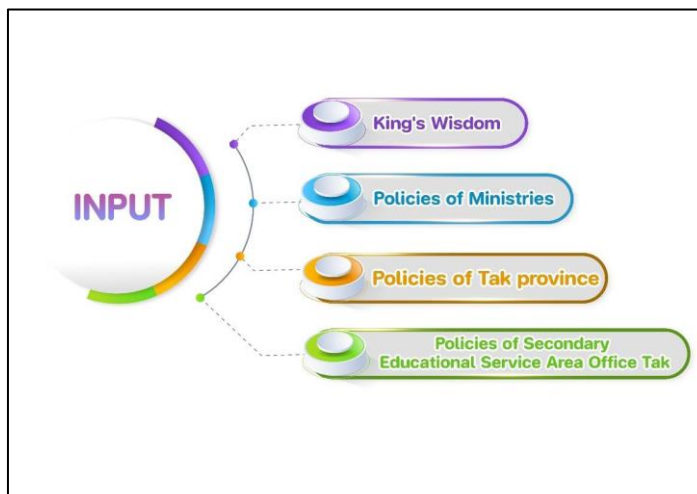 INPUT
King's Wisdom
Policies of Ministries
Policies of Tak province
Policies of Secondary
Educational Service Area Office Tak